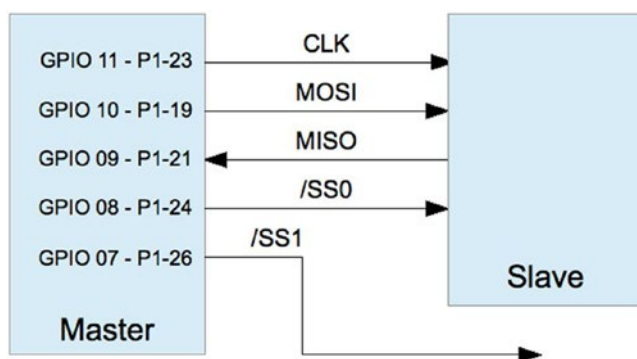 CLK
GPIO 11 - P1-23
MOSI
GPIO 10 - P1-19
MISO
GPIO 09 - P1-21
/SS0
GPIO 08 - P1-24
/SS1
GPIO 07 - P1-26
Slave
Master